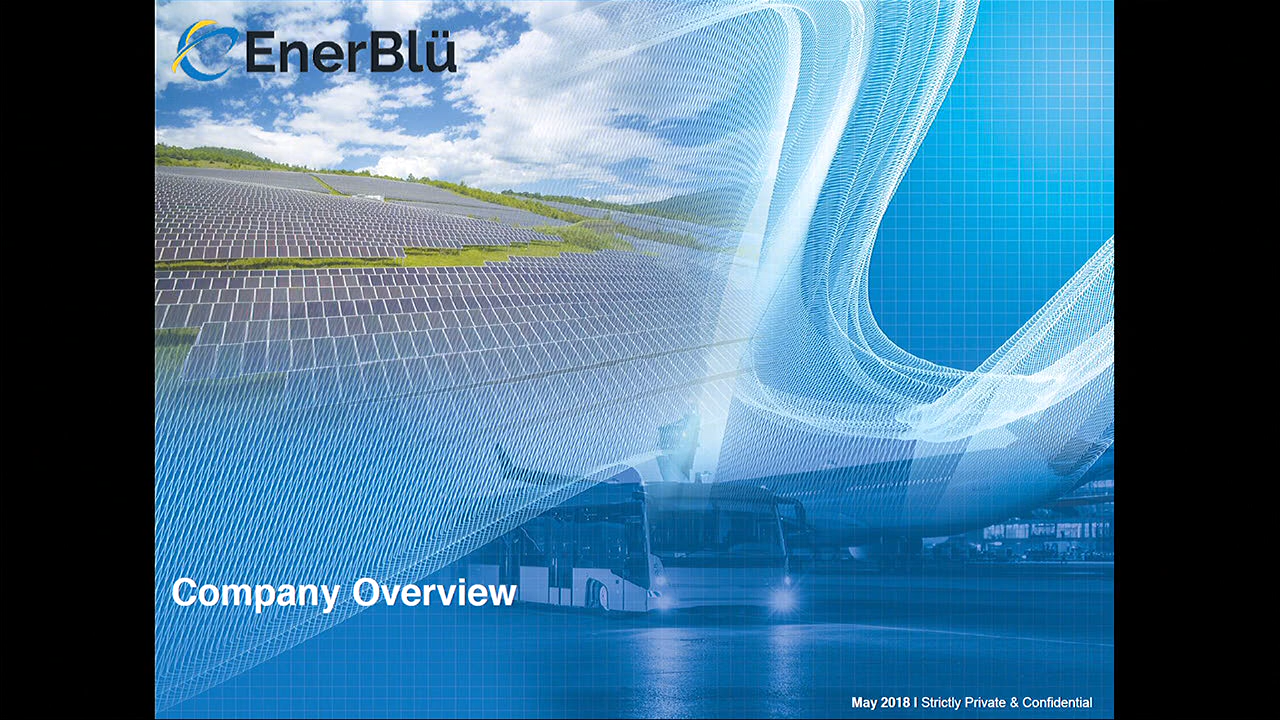 EnerBlü
Company Overview
May 2018 | Strictly Private & Confidential